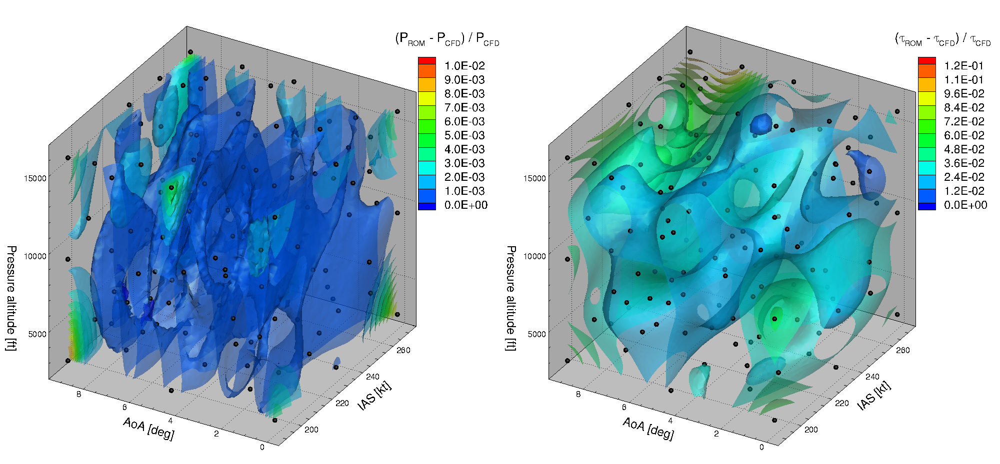 (P_ROM - P_CFD) / P_CFD
1.0E-02
9.0E-03
8.0E-03
7.0E-03
6.0E-03
5.0E-03
4.0E-03
3.0E-03
2.0E-03
1.0E-03
0.0E+00
Pressure altitude [ft]
15000
10000
5000
8
6
4
2
0
AoA [deg]
200
220
240
260
IAS [kt]
(τ_ROM - τ_CFD) / τ_CFD
1.2E-01
1.1E-01
9.6E-02
8.4E-02
7.2E-02
6.0E-02
4.8E-02
3.6E-02
2.4E-02
1.2E-02
0.0E+00
Pressure altitude [ft]
15000
10000
5000
8
6
4
2
0
AoA [deg]
200
220
240
260
IAS [kt]